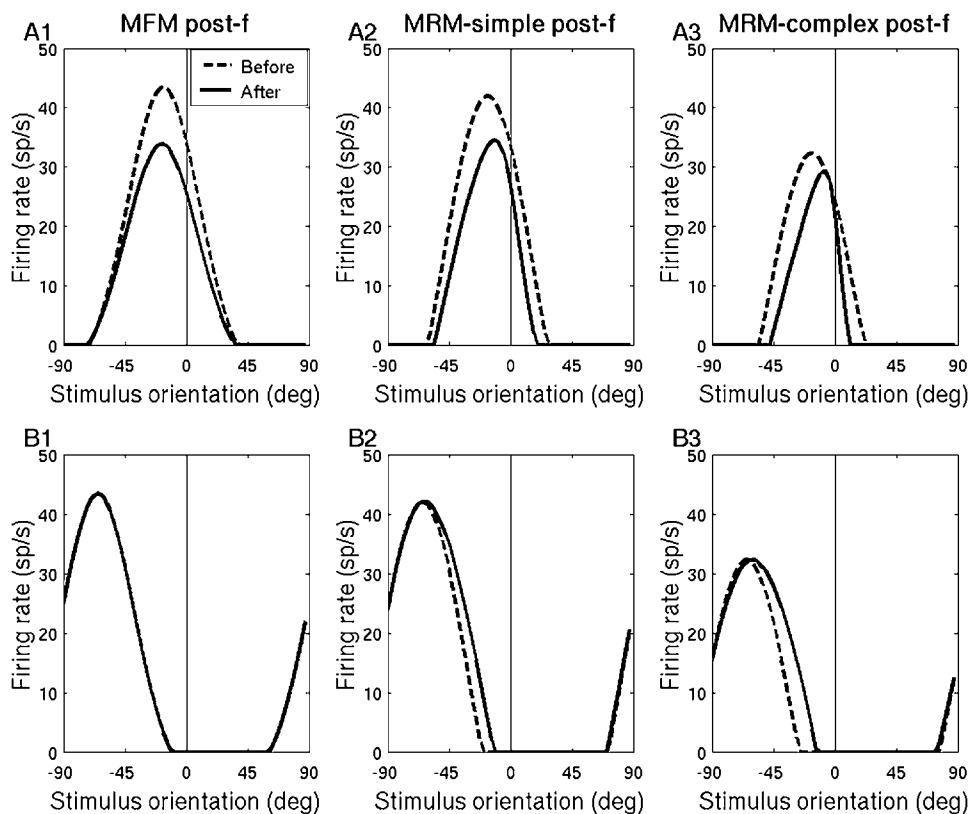 MFM post-f
MRM-simple post-f
MRM-complex post-f
A1
Before
After
50
40
30
20
10
0
-90
-45
0
45
90
Firing rate (sp/s)
Stimulus orientation (deg)
A2
50
40
30
20
10
0
-90
-45
0
45
90
Firing rate (sp/s)
Stimulus orientation (deg)
A3
50
40
30
20
10
0
-90
-45
0
45
90
Firing rate (sp/s)
Stimulus orientation (deg)
B1
50
40
30
20
10
0
-90
-45
0
45
90
Firing rate (sp/s)
Stimulus orientation (deg)
B2
50
40
30
20
10
0
-90
-45
0
45
90
Firing rate (sp/s)
Stimulus orientation (deg)
B3
50
40
30
20
10
0
-90
-45
0
45
90
Firing rate (sp/s)
Stimulus orientation (deg)